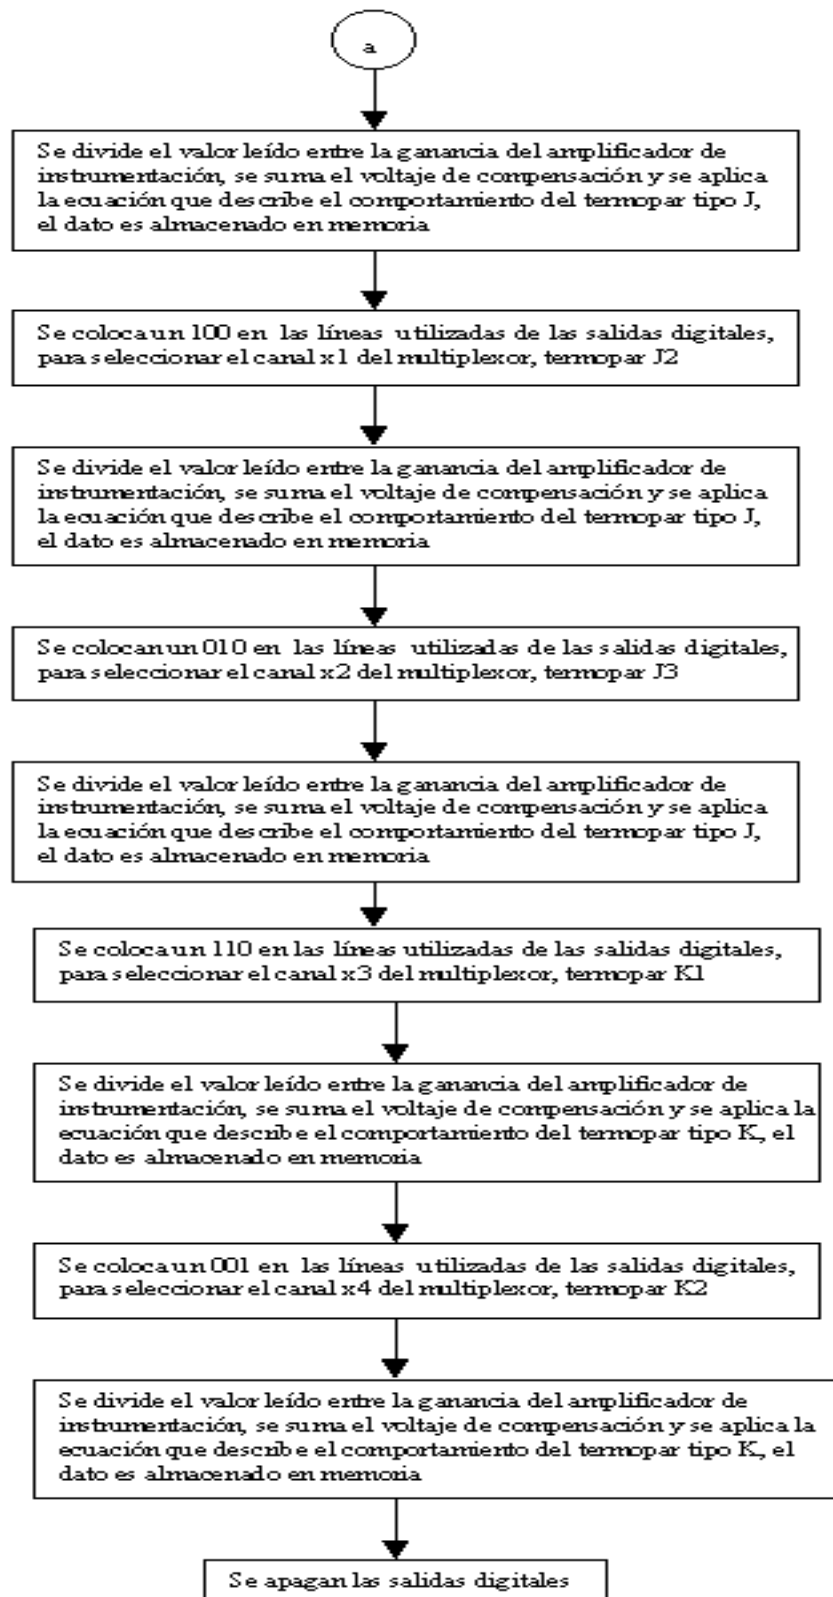 a
Se divide el valor leído entre la ganancia del amplificador de
instrumentación, se suma el voltaje de compensación y se aplica
la ecuación que describe el comportamiento del termopar tipo J,
el dato es almacenado en memoria
Se coloca un 100 en las líneas utilizadas de las salidas digitales,
para seleccionar el canal x1 del multiplexor, termopar J2
Se divide el valor leído entre la ganancia del amplificador de
instrumentación, se suma el voltaje de compensación y se aplica
la ecuación que describe el comportamiento del termopar tipo J,
el dato es almacenado en memoria
Se colocan un 010 en las líneas utilizadas de las salidas digitales,
para seleccionar el canal x2 del multiplexor, termopar J3
Se divide el valor leído entre la ganancia del amplificador de
instrumentación, se suma el voltaje de compensación y se aplica
la ecuación que describe el comportamiento del termopar tipo J,
el dato es almacenado en memoria
Se coloca un 110 en las líneas utilizadas de las salidas digitales,
para seleccionar el canal x3 del multiplexor, termopar K1
Se divide el valor leído entre la ganancia del amplificador de
instrumentación, se suma el voltaje de compensación y se aplica la
ecuación que describe el comportamiento del termopar tipo K, el
dato es almacenado en memoria
Se coloca un 001 en las líneas utilizadas de las salidas digitales,
para seleccionar el canal x4 del multiplexor, termopar K2
Se divide el valor leído entre la ganancia del amplificador de
instrumentación, se suma el voltaje de compensación y se aplica la
ecuación que describe el comportamiento del termopar tipo K, el
dato es almacenado en memoria
Se apagan las salidas digitales